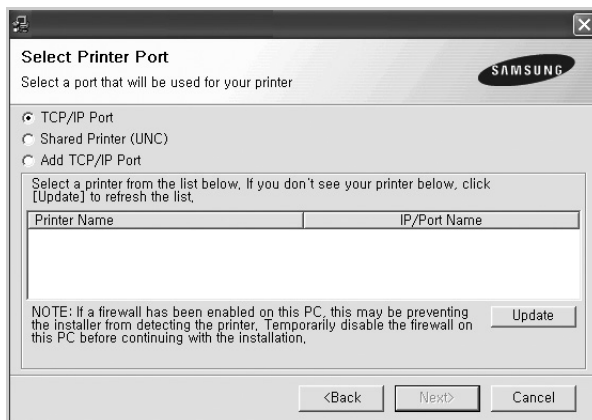 Select Printer Port
Select a port that will be used for your printer
SAMSUNG
TCP/IP Port
Shared Printer (UNC)
Add TCP/IP Port
Select a printer from the list below, If you don't see your printer below, click
[Update] to refresh the list,
Printer Name IP/Port Name
NOTE: If a firewall has been enabled on this PC, this may be preventing
the installer from detecting the printer, Temporarily disable the firewall on
this PC before continuing with the installation,
Update
<Back Next> Cancel